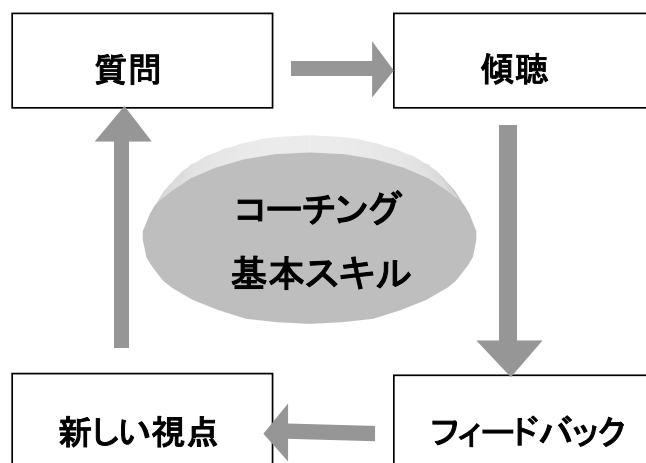 質問
傾聴
コーチング
基本スキル
新しい視点
フィードバック